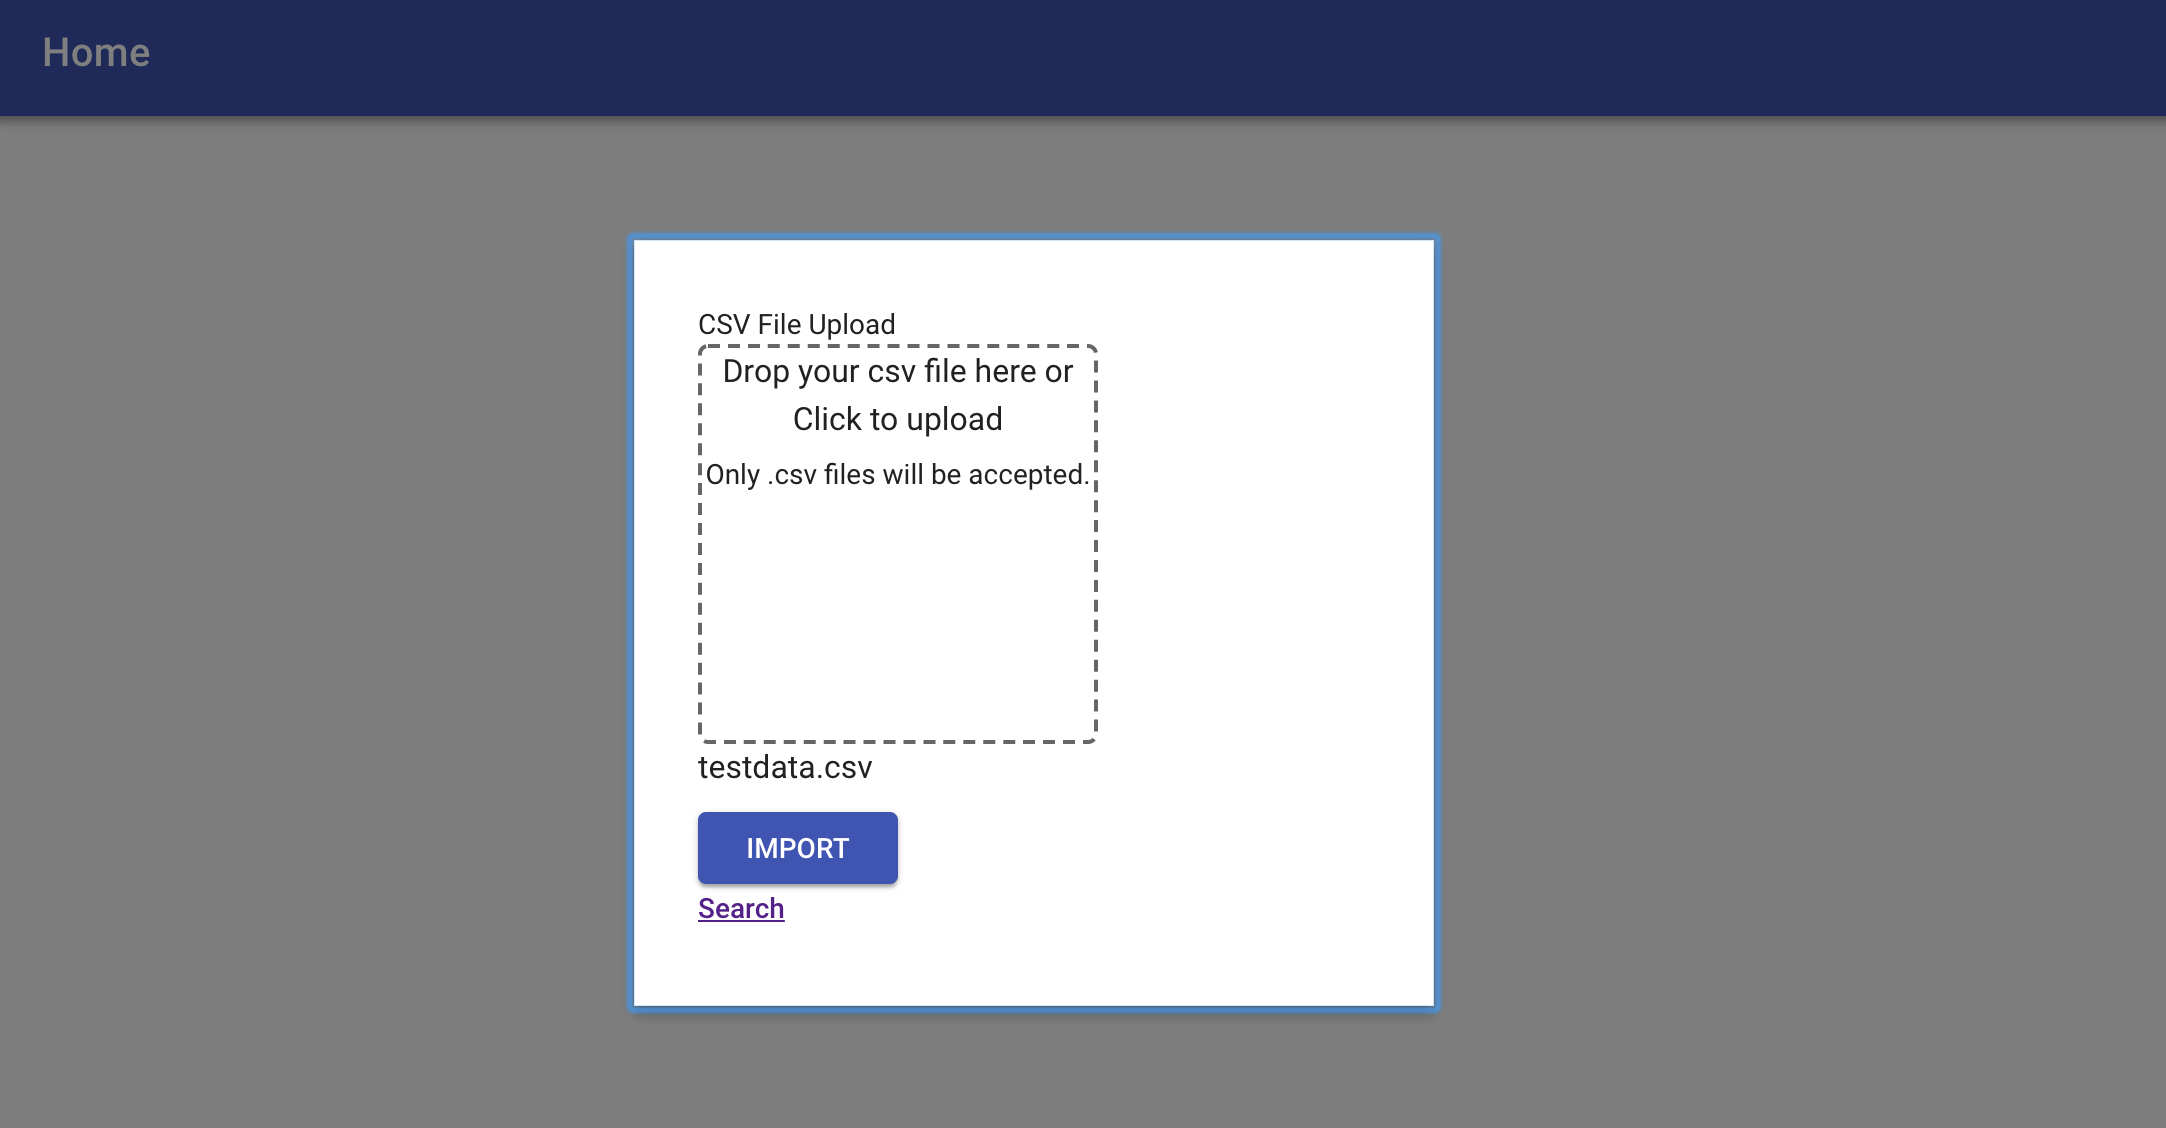 Home
CSV File Upload
Drop your csv file here or
Click to upload
Only .csv files will be accepted.
testdata.csv
IMPORT
Search